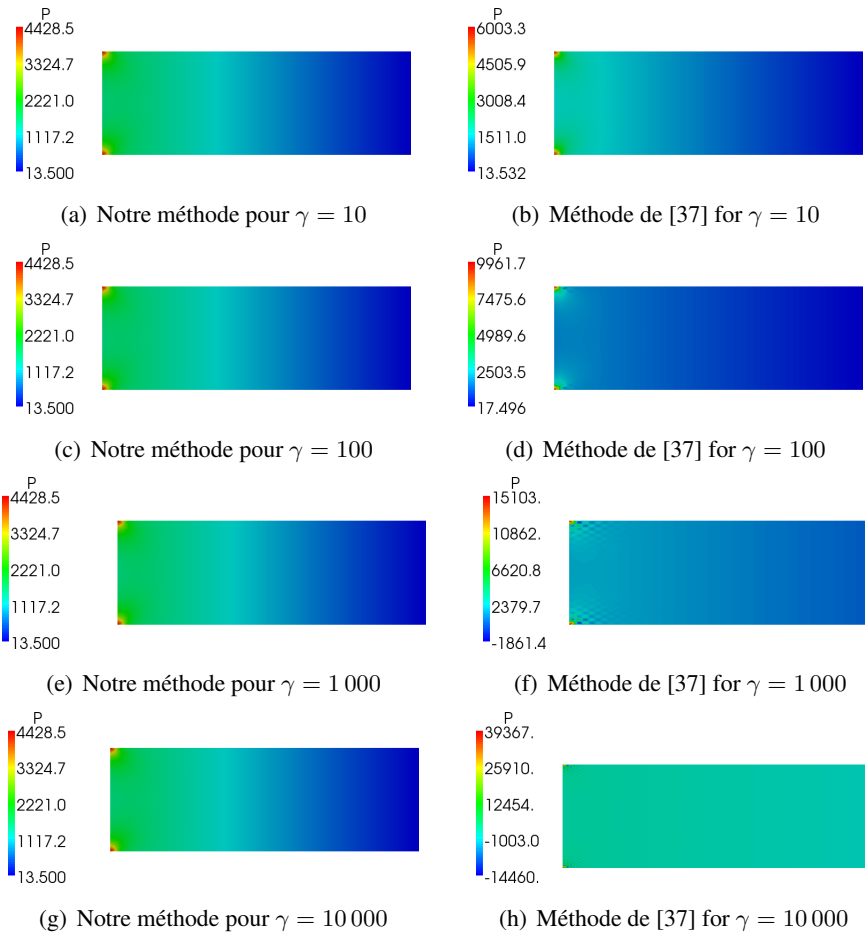 P
4428.5
3324.7
2221.0
1117.2
13.500
P
6003.3
4505.9
3008.4
1511.0
13.532
(a) Notre méthode pour γ = 10
(b) Méthode de [37] for γ = 10
P
4428.5
3324.7
2221.0
1117.2
13.500
P
9961.7
7475.6
4989.6
2503.5
17.496
(c) Notre méthode pour γ = 100
(d) Méthode de [37] for γ = 100
P
4428.5
3324.7
2221.0
1117.2
13.500
P
15103.
10862.
6620.8
2379.7
-1861.4
(e) Notre méthode pour γ = 1 000
(f) Méthode de [37] for γ = 1 000
P
4428.5
3324.7
2221.0
1117.2
13.500
P
39367.
25910.
12454.
-1003.0
-14460.
(g) Notre méthode pour γ = 10 000
(h) Méthode de [37] for γ = 10 000